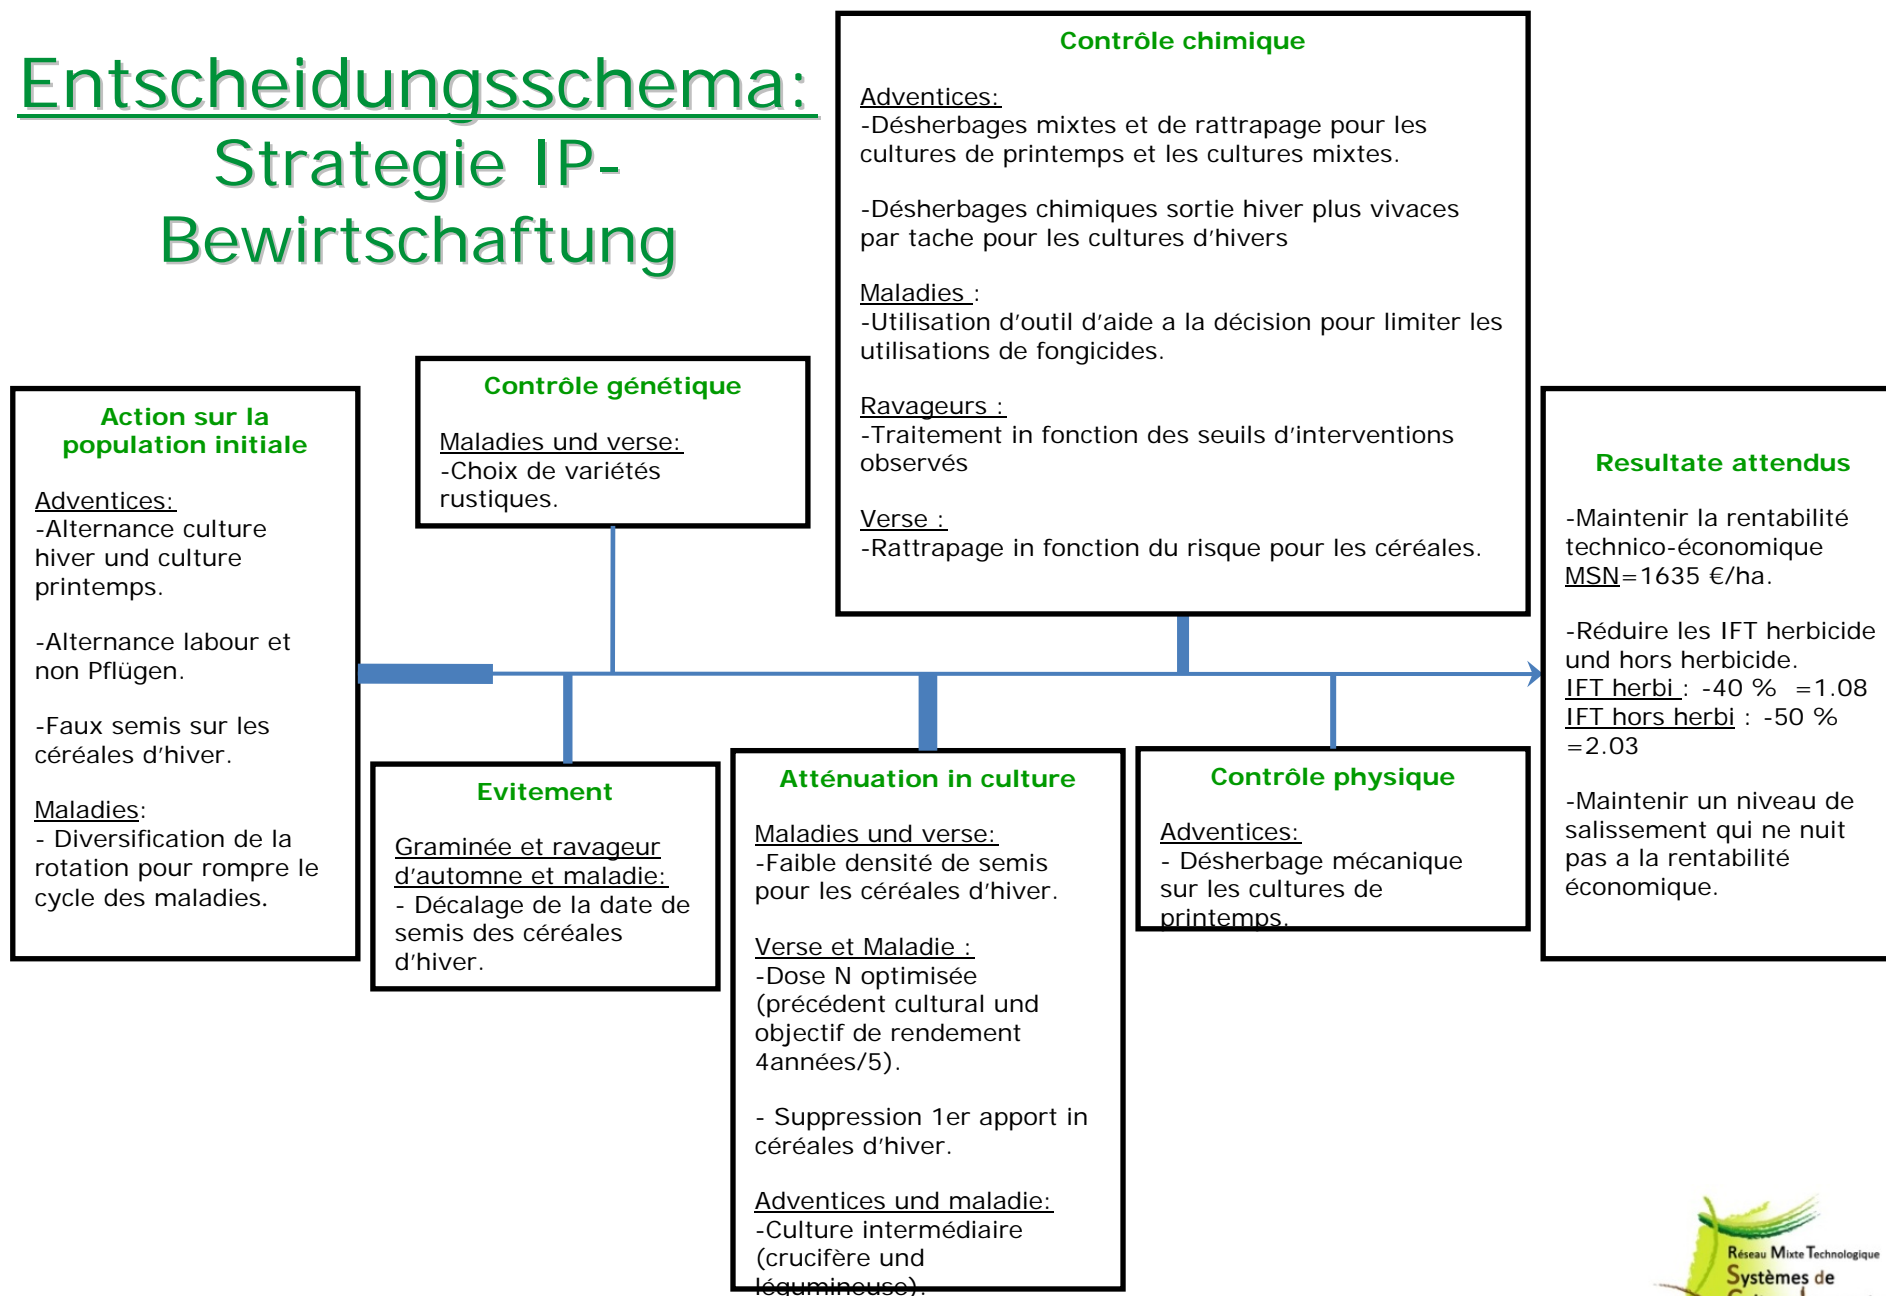 Entscheidungsschema:
Strategie IP-
Bewirtschaftung
Contrôle chimique
Adventices:
-Désherbages mixtes et de rattrapage pour les
cultures de printemps et les cultures mixtes.
-Désherbages chimiques sortie hiver plus vivaces
par tache pour les cultures d'hivers
Maladies :
-Utilisation d'outil d'aide a la décision pour limiter les
utilisations de fongicides.
Ravageurs :
-Traitement in fonction des seuils d'interventions
observés
Verse :
-Rattrapage in fonction du risque pour les céréales.
Contrôle génétique
Maladies und verse:
-Choix de variétés
rustiques.
Action sur la
population initiale
Adventices:
-Alternance culture
hiver und culture
printemps.
-Alternance labour et
non Pflügen.
-Faux semis sur les
céréales d'hiver.
Maladies:
- Diversification de la
rotation pour rompre le
cycle des maladies.
Evitement
Graminée et ravageur
d'automne et maladie:
- Décalage de la date de
semis des céréales
d'hiver.
Atténuation in culture
Maladies und verse:
-Faible densité de semis
pour les céréales d'hiver.
Verse et Maladie :
-Dose N optimisée
(précédent cultural und
objectif de rendement
4années/5).
- Suppression 1er apport in
céréales d'hiver.
Adventices und maladie:
-Culture intermédiaire
(crucifère und
légumineuse).
Contrôle physique
Adventices:
- Désherbage mécanique
sur les cultures de
printemps.
Resultate attendus
-Maintenir la rentabilité
technico-économique
MSN=1635 €/ha.
-Réduire les IFT herbicide
und hors herbicide.
IFT herbi : -40 % =1.08
IFT hors herbi : -50 %
=2.03
-Maintenir un niveau de
salissement qui ne nuit
pas a la rentabilité
économique.
Réseau Mixte Technologique
Systèmes de